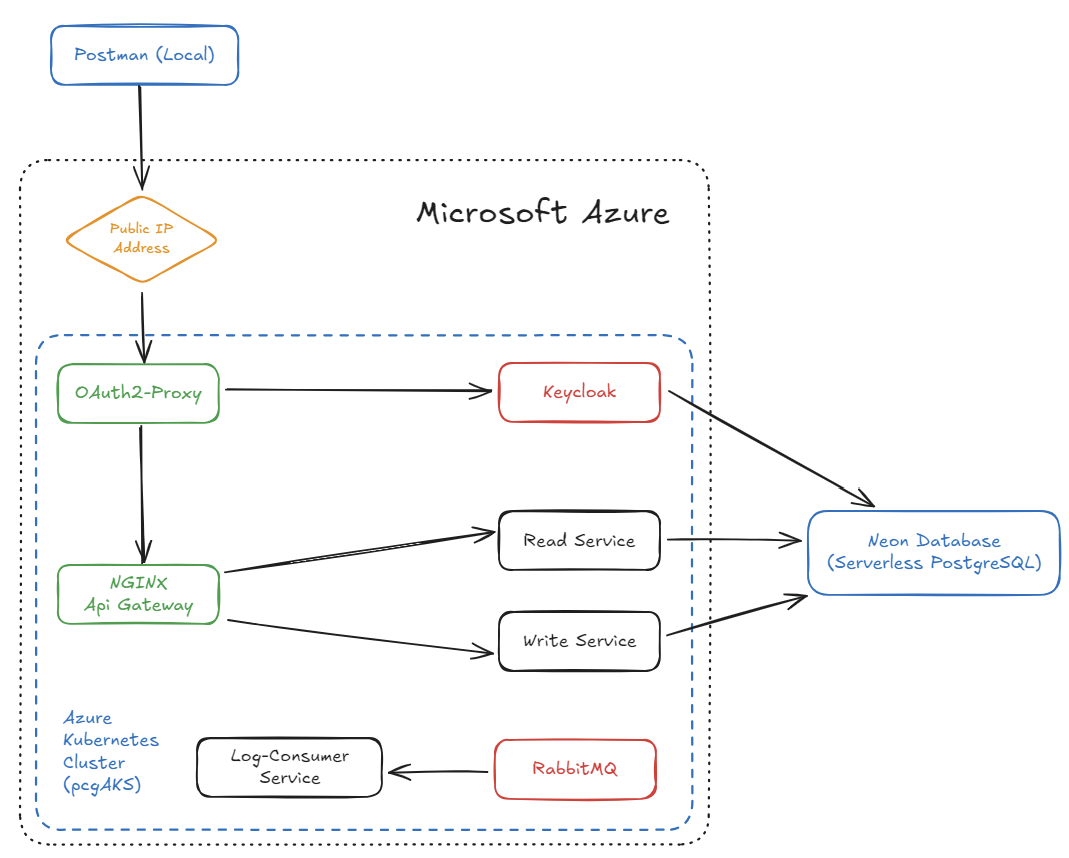 Postman (Local)
Microsoft Azure
Public IP
Address
OAuth2-Proxy
Keycloak
Read Service
Neon Database
(Serverless PostgreSQL)
NGINX
Api Gateway
Write Service
Azure
Kubernetes
Cluster
(pcgAKS)
Log-Consumer
Service
RabbitMQ